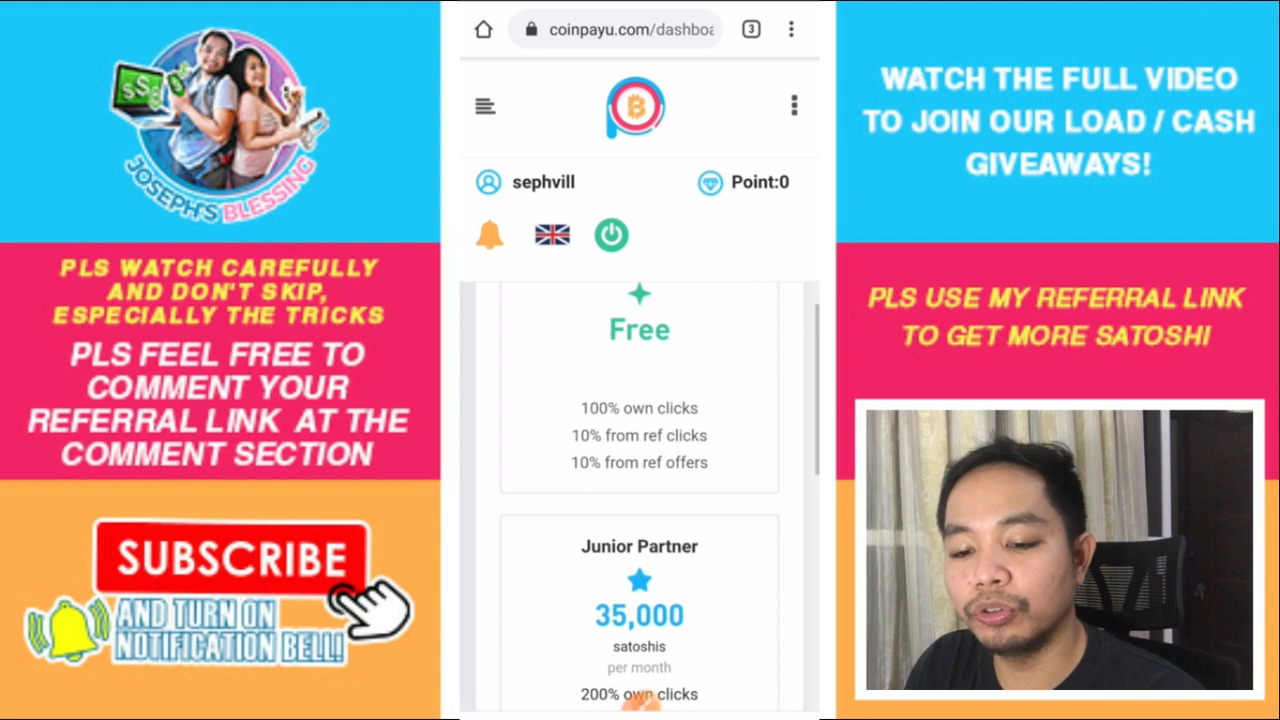 $$$
JOSEPH'S BLESSING
PLS WATCH CAREFULLY
AND DON'T SKIP,
ESPECIALLY THE TRICKS
PLS FEEL FREE TO
COMMENT YOUR
REFERRAL LINK AT THE
COMMENT SECTION
SUBSCRIBE
AND TURN ON
NOTIFICATION BELL!
coinpayu.com/dashboa
3
B
sephvill
Point:0
Free
100% own clicks
10% from ref clicks
10% from ref offers
Junior Partner
35,000
satoshis
per month
200% own clicks
WATCH THE FULL VIDEO
TO JOIN OUR LOAD / CASH
GIVEAWAYS!
PLS USE MY REFERRAL LINK
TO GET MORE SATOSHI